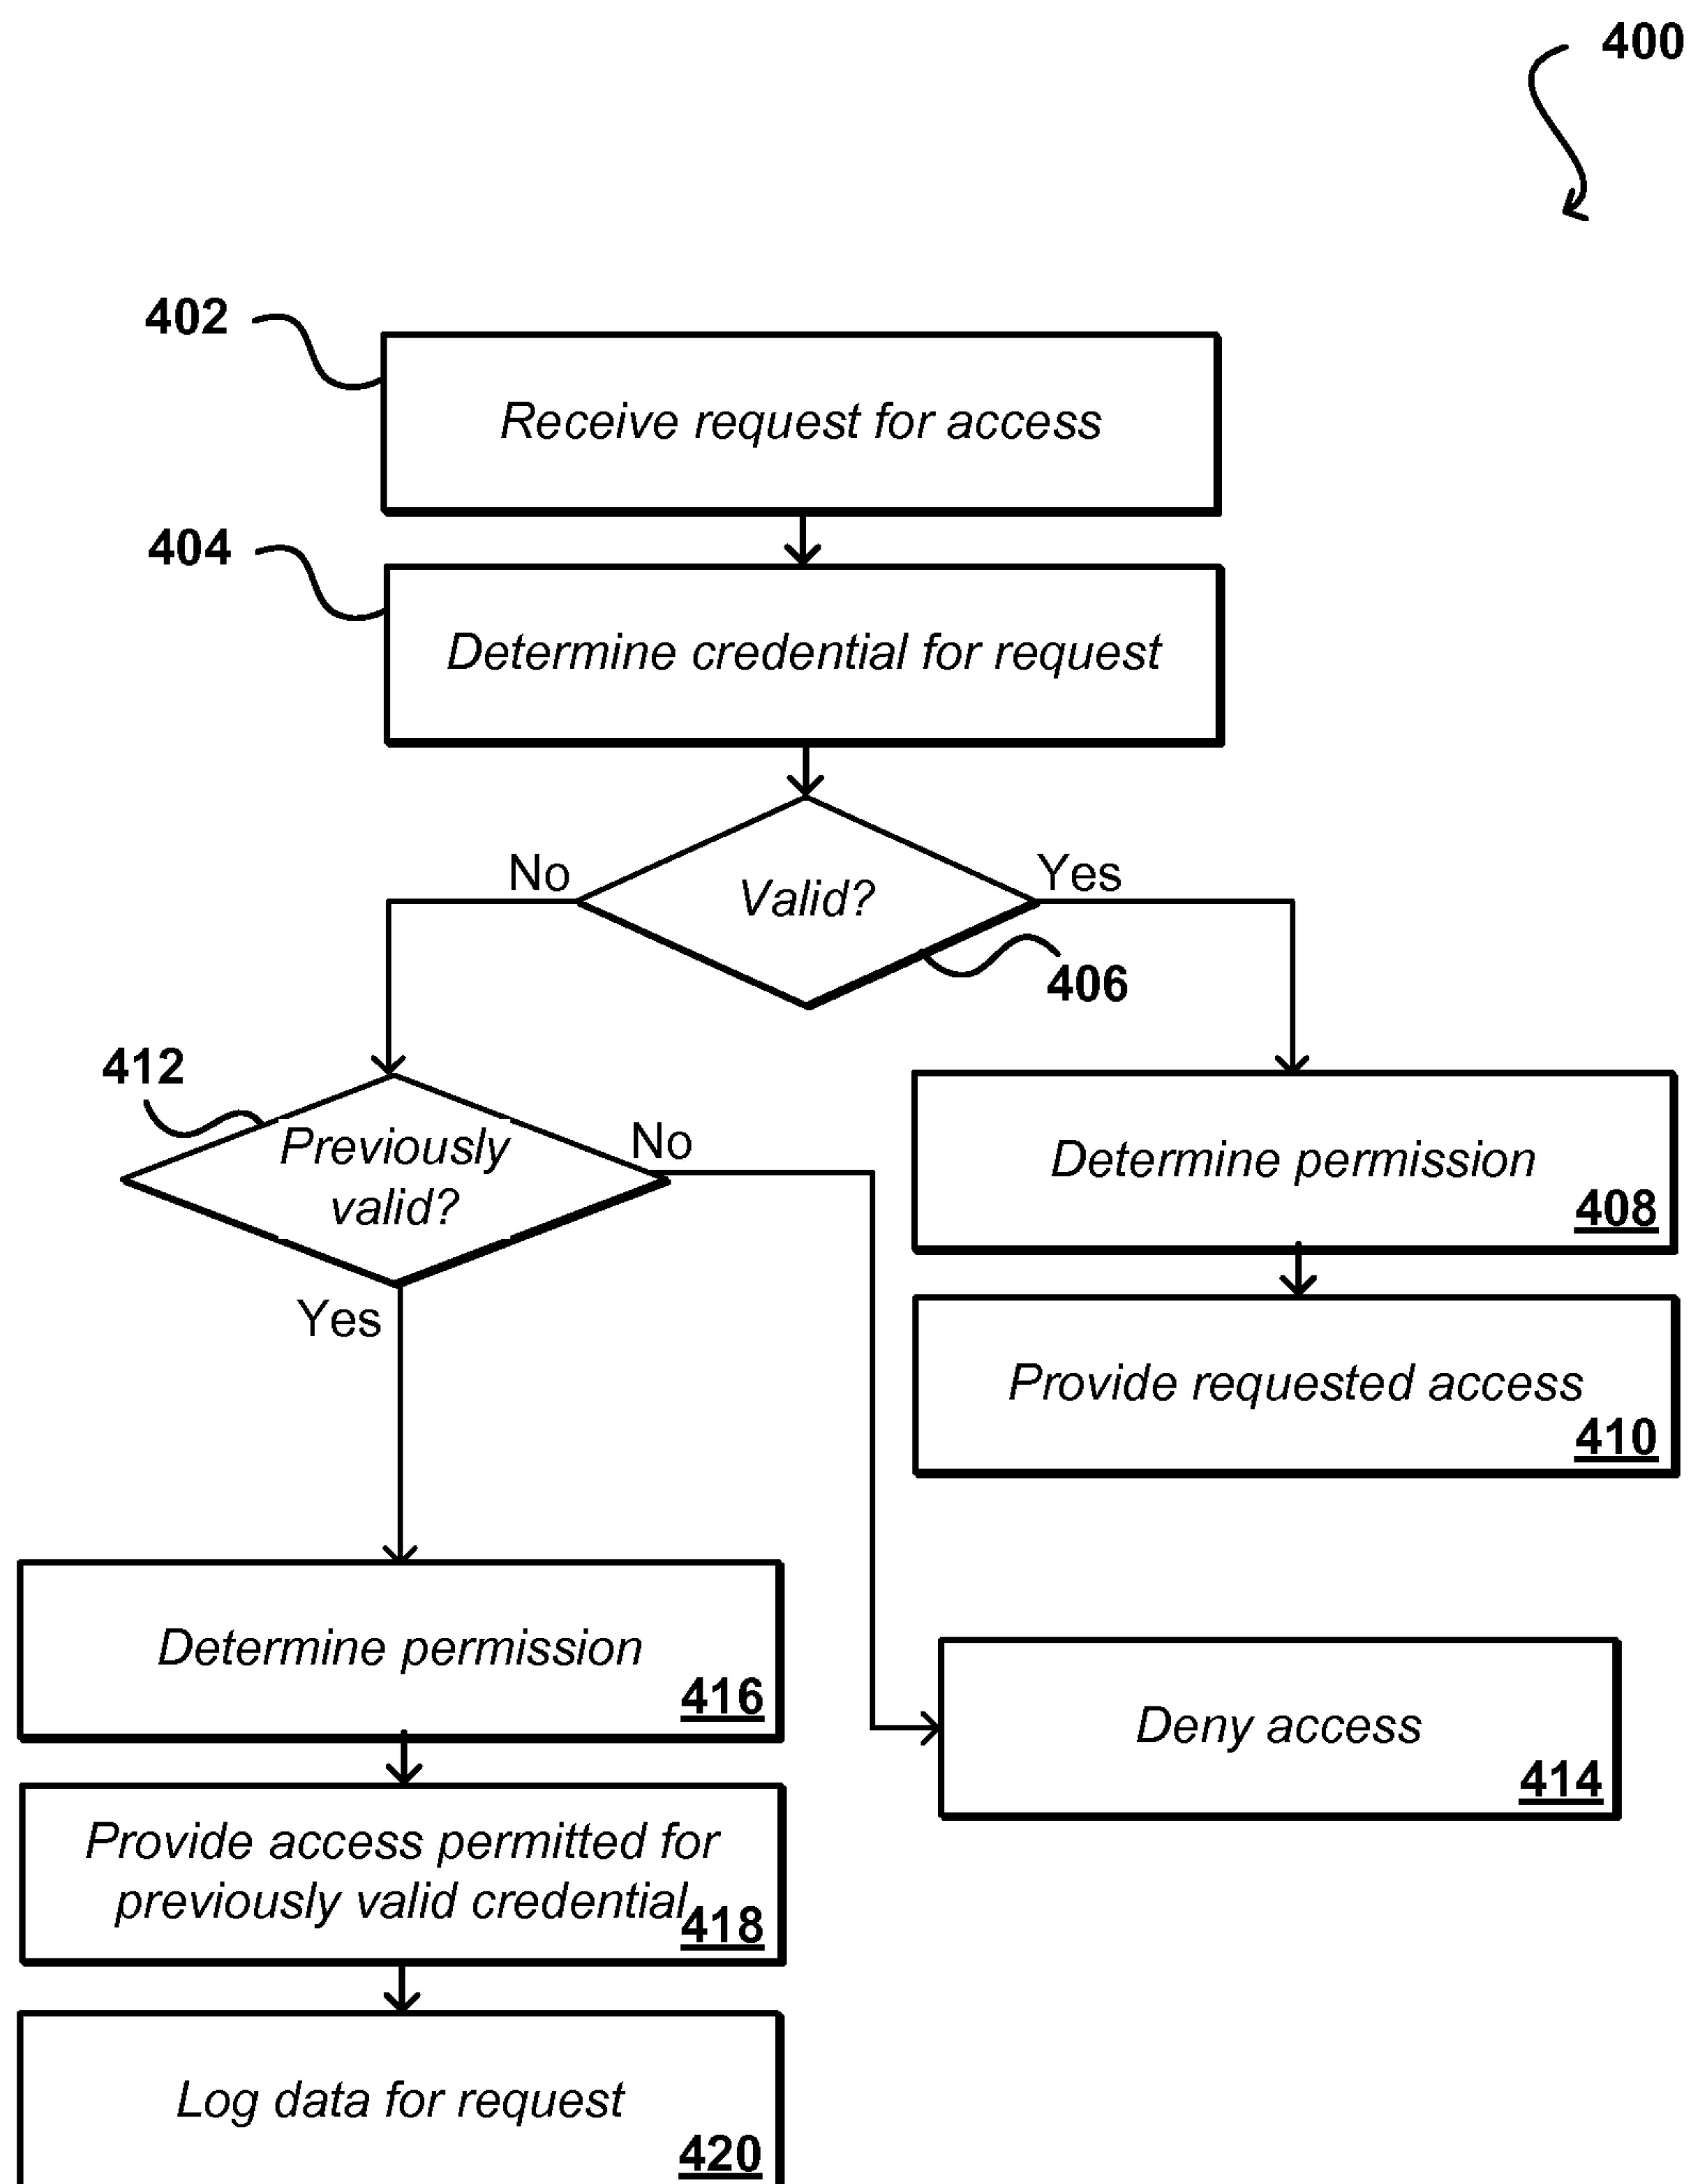 400
402
Receive request for access
404
Determine credential for request
No
Valid?
Yes
406
412
Previously
valid?
No
Yes
Determine permission
408
Provide requested access
410
Determine permission
416
Deny access
414
Provide access permitted for
previously valid credential
418
Log data for request
420